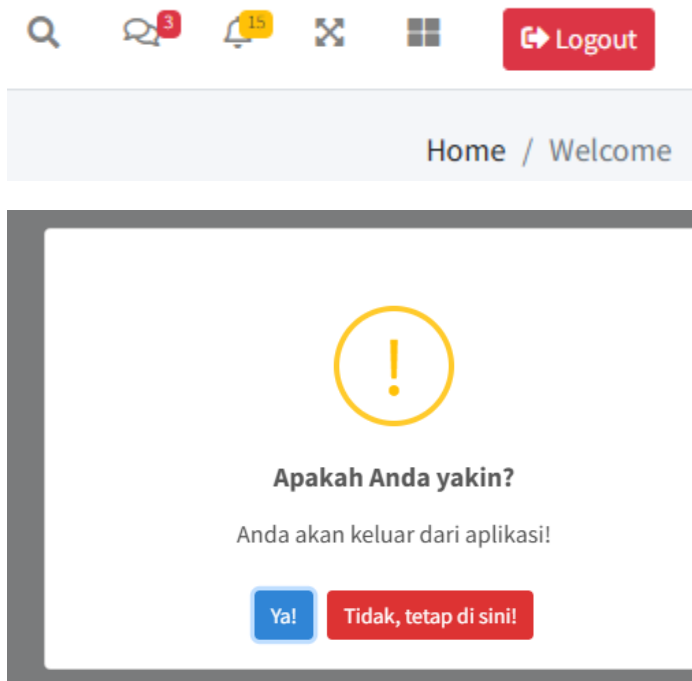 3 15 Logout
Home / Welcome
!
Apakah Anda yakin?
Anda akan keluar dari aplikasi!
Ya! Tidak, tetap di sini!